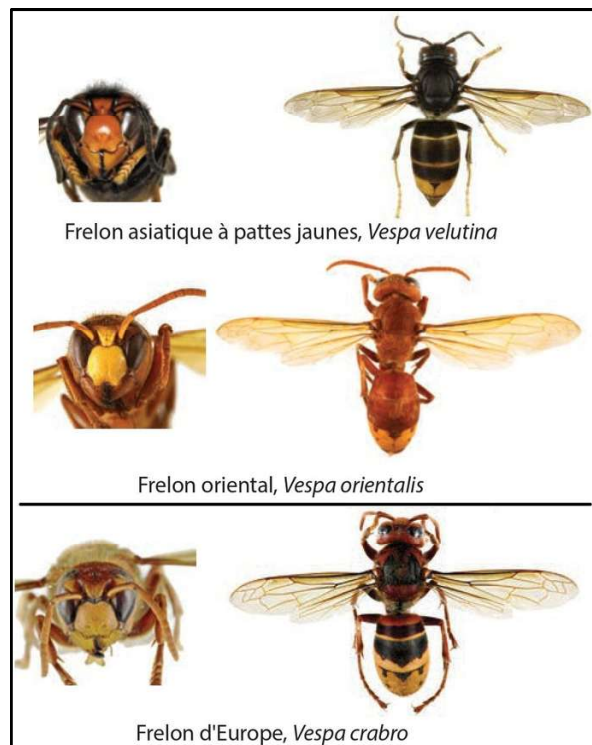 Frelon asiatique à pattes jaunes, Vespa velutina
Frelon oriental, Vespa orientalis
Frelon d'Europe, Vespa crabro